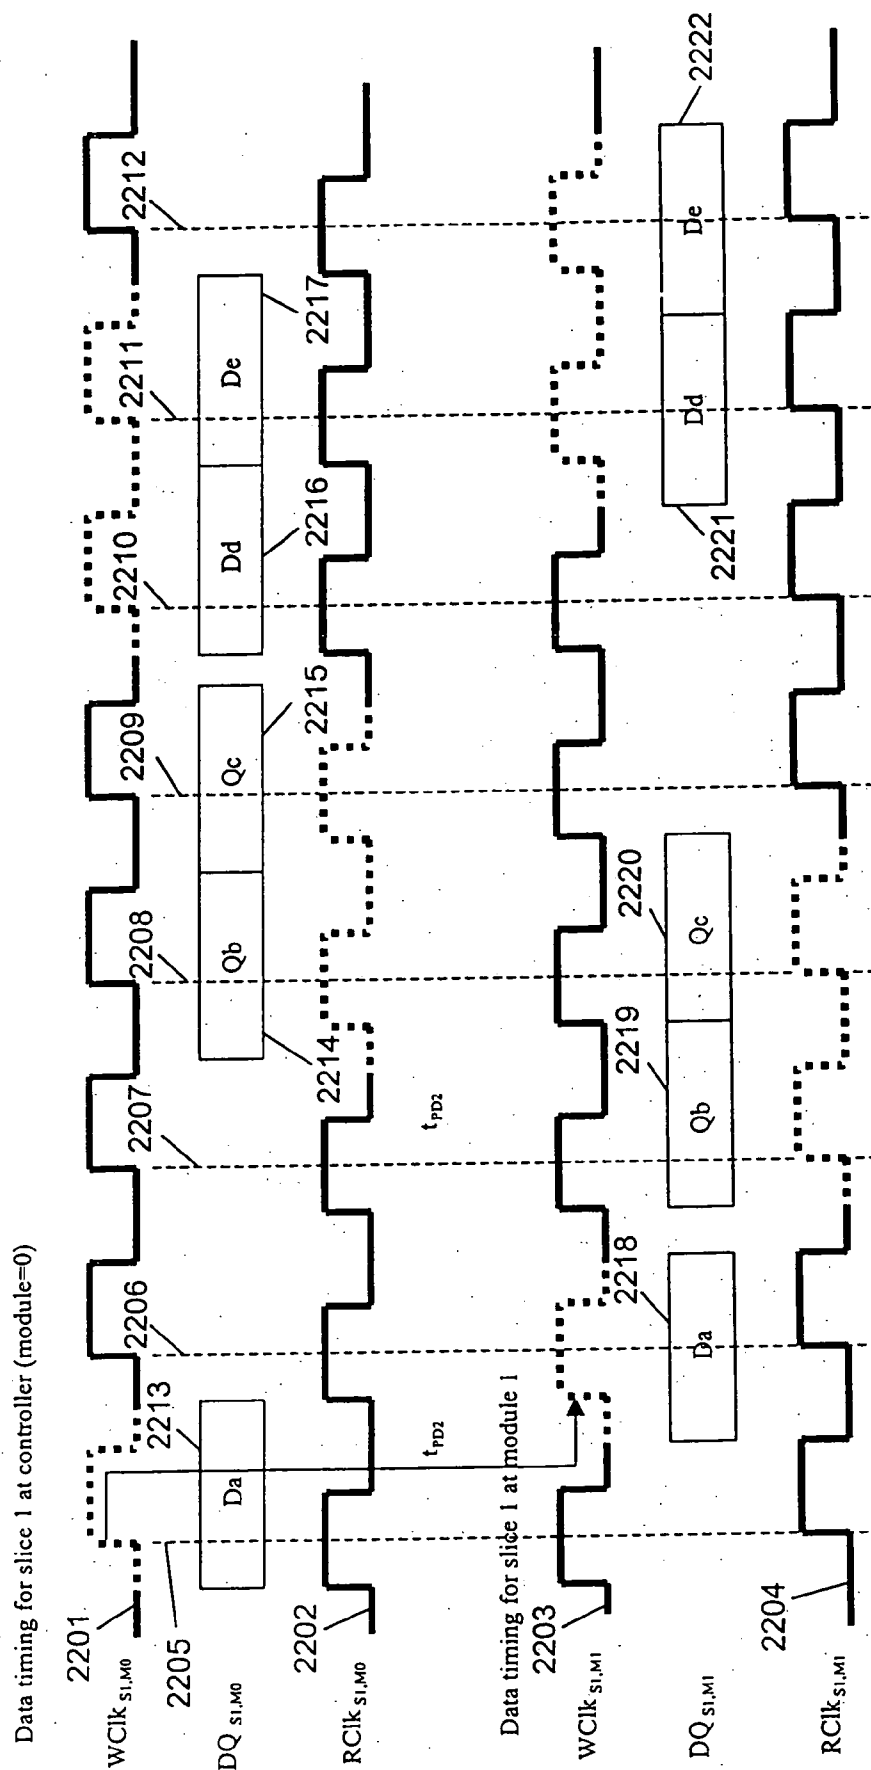 Data timing for slice 1 at controller (module=0)
WClk S1,M0
2201
2205
2206
2207
2208
2209
2210
2211
2212
DQ S1,M0
Da
2213
Qb
2214
Qc
2215
Dd
2216
De
2217
RClk S1,M0
2202
tPD2
tPD2
Data timing for slice 1 at module 1
WClk S1,M1
2203
DQ S1,M1
Da
2218
Qb
2219
Qc
2220
Dd
2221
De
2222
RClk S1,M1
2204